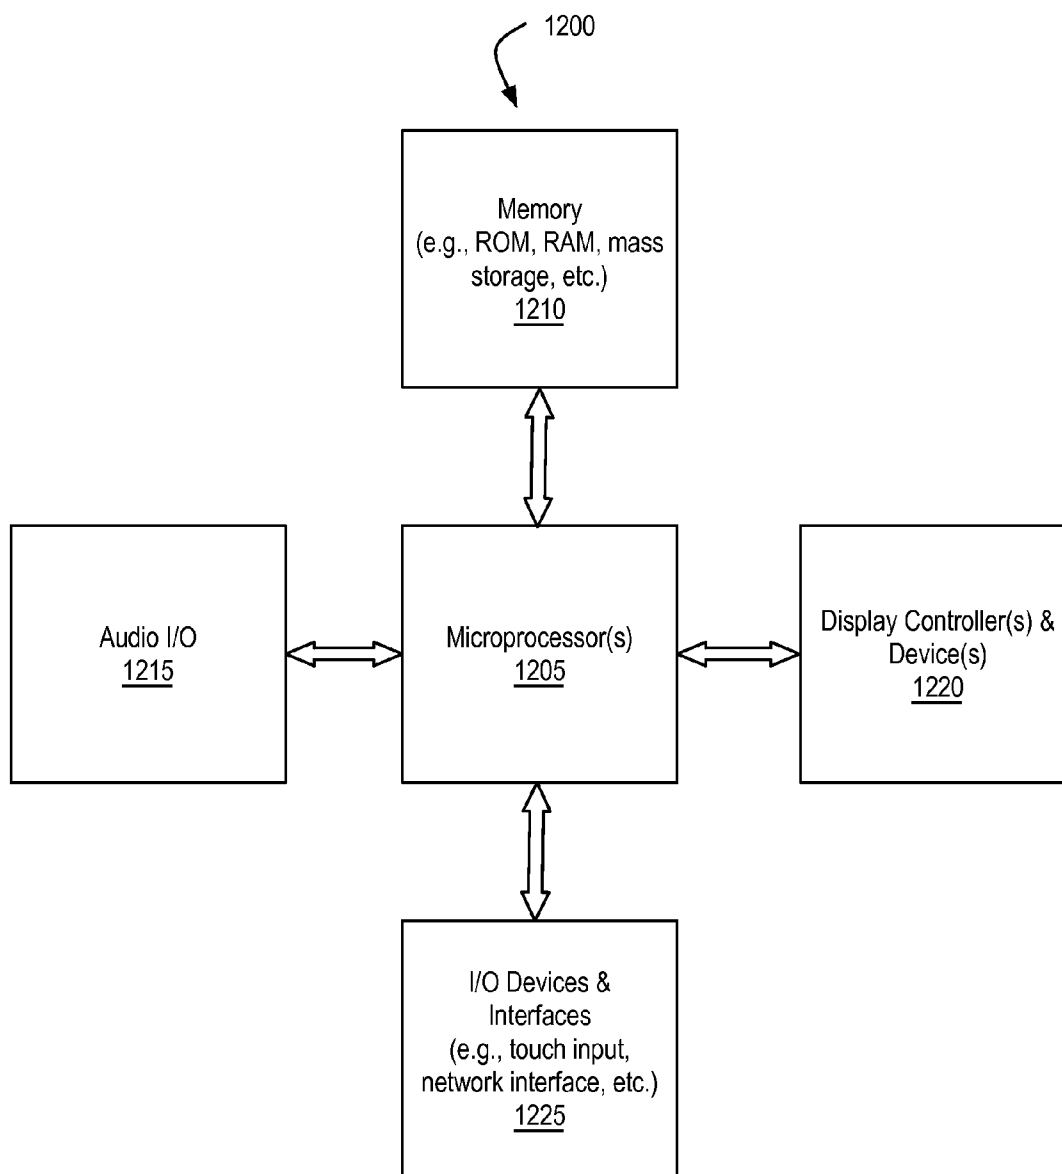 1200
Memory
(e.g., ROM, RAM, mass
storage, etc.)
1210
Audio I/O
1215
Microprocessor(s)
1205
Display Controller(s) &
Device(s)
1220
I/O Devices &
Interfaces
(e.g., touch input,
network interface, etc.)
1225